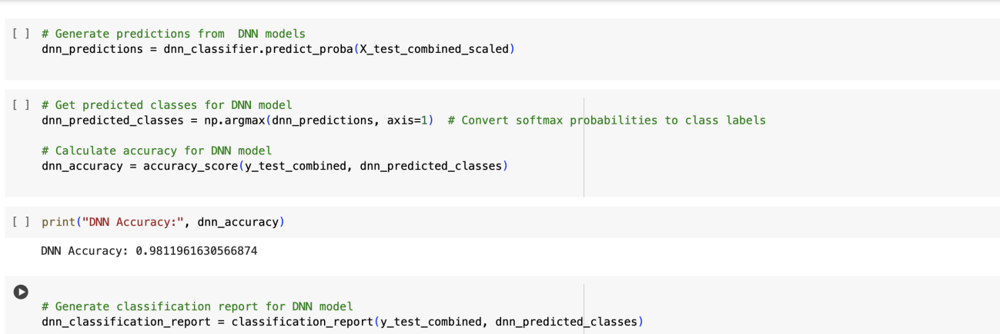 [ ] # Generate predictions from  DNN models
dnn_predictions = dnn_classifier.predict_proba(X_test_combined_scaled)
[ ] # Get predicted classes for DNN model
dnn_predicted_classes = np.argmax(dnn_predictions, axis=1)  # Convert softmax probabilities to class labels
# Calculate accuracy for DNN model
dnn_accuracy = accuracy_score(y_test_combined, dnn_predicted_classes)
[ ] print("DNN Accuracy:", dnn_accuracy)
DNN Accuracy: 0.9811961630566874
# Generate classification report for DNN model
dnn_classification_report = classification_report(y_test_combined, dnn_predicted_classes)